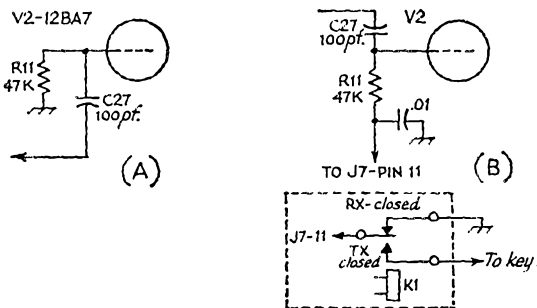 V2-12BA7
R11
47K
C27
100pf.
(A)
C27
100pf.
V2
R11
47K
.01
TO J7-PIN 11
(B)
RX-closed
J7-11
TX
closed
To key
K1